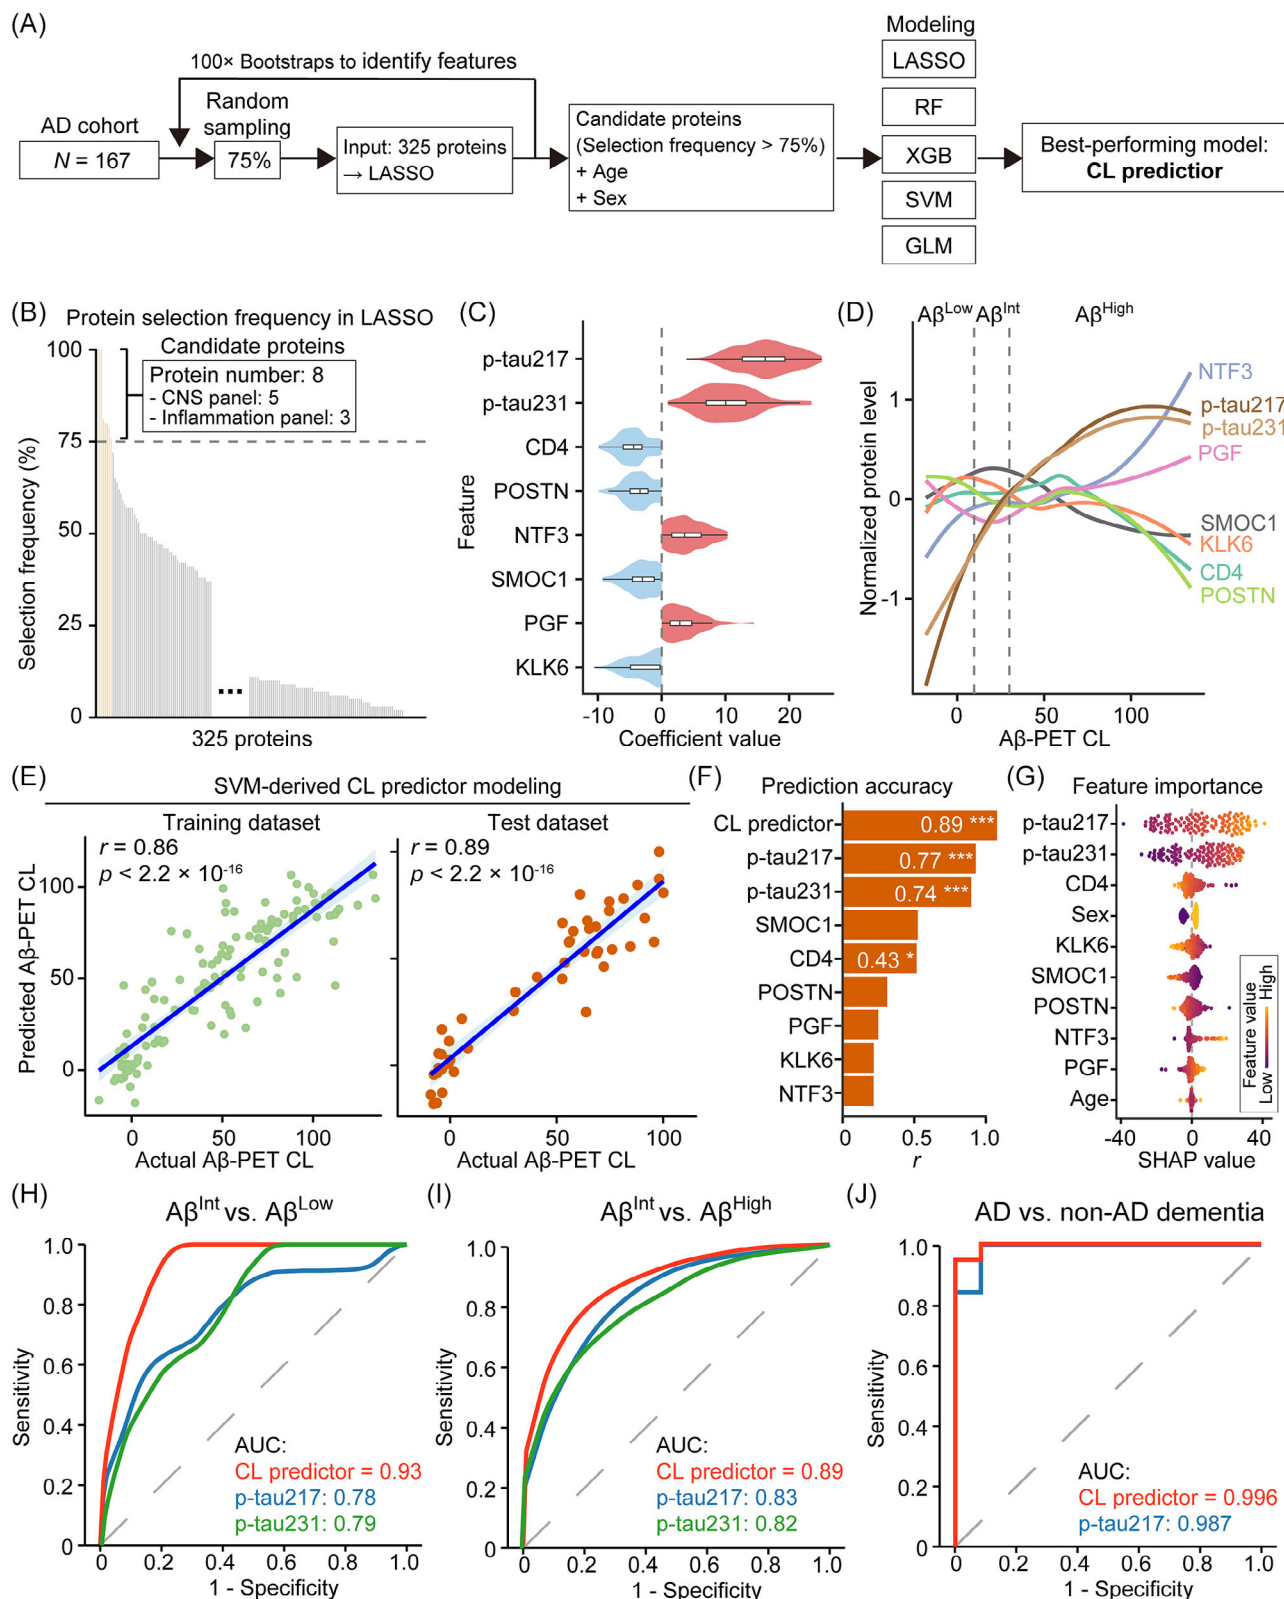 (A)
100× Bootstraps to identify features
AD cohort
N = 167
Random
sampling
75%
Input: 325 proteins
→ LASSO
Candidate proteins
(Selection frequency > 75%)
+ Age
+ Sex
Modeling
LASSO
RF
XGB
SVM
GLM
Best-performing model:
CL predictior
(B)
Protein selection frequency in LASSO
Candidate proteins
Protein number: 8
- CNS panel: 5
- Inflammation panel: 3
Selection frequency (%)
100
75
50
25
0
...
325 proteins
(C)
Feature
p-tau217
p-tau231
CD4
POSTN
NTF3
SMOC1
PGF
KLK6
-10
0
10
20
Coefficient value
(D)
AβLow
AβInt
AβHigh
Normalized protein level
1
0
-1
NTF3
p-tau217
p-tau231
PGF
SMOC1
KLK6
CD4
POSTN
0
50
100
Aβ-PET CL
(E)
SVM-derived CL predictor modeling
Training dataset
r = 0.86
p < 2.2 × 10-16
Predicted Aβ-PET CL
100
50
0
0
50
100
Actual Aβ-PET CL
Test dataset
r = 0.89
p < 2.2 × 10-16
0
50
100
Actual Aβ-PET CL
(F)
Prediction accuracy
CL predictor
0.89 ***
p-tau217
0.77 ***
p-tau231
0.74 ***
SMOC1
CD4
0.43 *
POSTN
PGF
KLK6
NTF3
0
0.5
1.0
r
(G)
Feature importance
p-tau217
p-tau231
CD4
Sex
KLK6
SMOC1
POSTN
NTF3
PGF
Age
Feature value
Low
High
-40
0
40
SHAP value
(H)
AβInt vs. AβLow
Sensitivity
1.0
0.8
0.6
0.4
0.2
0
AUC:
CL predictor = 0.93
p-tau217: 0.78
p-tau231: 0.79
0
0.2
0.4
0.6
0.8
1.0
1 - Specificity
(I)
AβInt vs. AβHigh
Sensitivity
1.0
0.8
0.6
0.4
0.2
0
AUC:
CL predictor = 0.89
p-tau217: 0.83
p-tau231: 0.82
0
0.2
0.4
0.6
0.8
1.0
1 - Specificity
(J)
AD vs. non-AD dementia
Sensitivity
1.0
0.8
0.6
0.4
0.2
0
AUC:
CL predictor = 0.996
p-tau217: 0.987
0
0.2
0.4
0.6
0.8
1.0
1 - Specificity